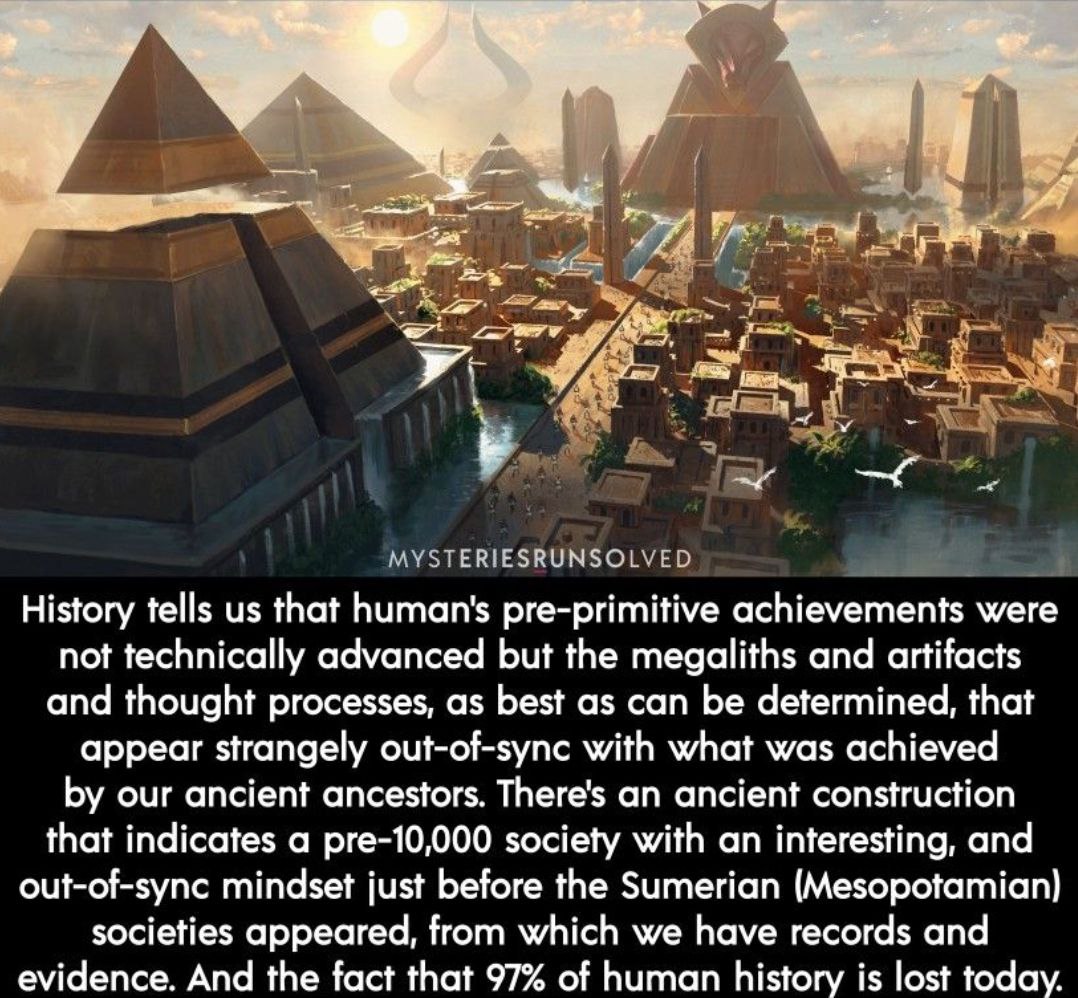 MYSTERIESRUNSOLVED
History tells us that human's pre-primitive achievements were
not technically advanced but the megaliths and artifacts
and thought processes, as best as can be determined, that
appear strangely out-of-sync with what was achieved
by our ancient ancestors. There's an ancient construction
that indicates a pre-10,000 society with an interesting, and
out-of-sync mindset just before the Sumerian (Mesopotamian)
societies appeared, from which we have records and
evidence. And the fact that 97% of human history is lost today.